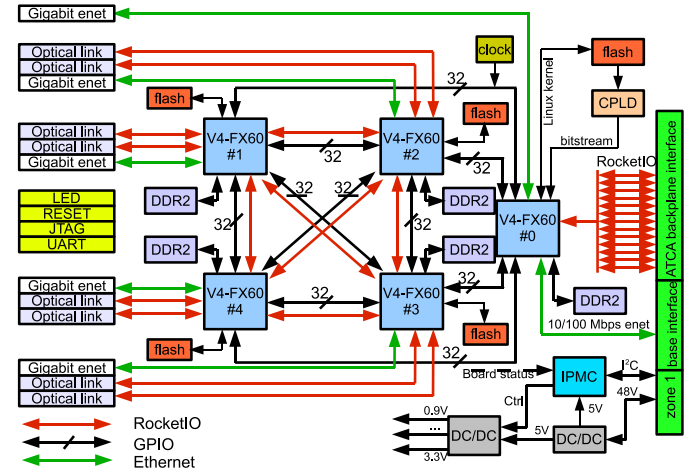 Gigabit enet
Optical link
Optical link
Gigabit enet
clock
flash
CPLD
Linux kernel
bitstream
32
flash
flash
V4-FX60
#1
V4-FX60
#2
32
32
Optical link
Optical link
Gigabit enet
RocketIO
DDR2
32
32
DDR2
V4-FX60
#0
LED
RESET
JTAG
UART
32
32
DDR2
DDR2
ATCA backplane interface
Gigabit enet
Optical link
Optical link
V4-FX60
#4
32
V4-FX60
#3
32
DDR2
10/100 Mbps enet
base interface
flash
flash
32
Gigabit enet
Optical link
Optical link
Board status
IPMC
I²C
48V
zone 1
Ctrl
5V
RocketIO
GPIO
Ethernet
0.9V
...
3.3V
DC/DC
5V
DC/DC